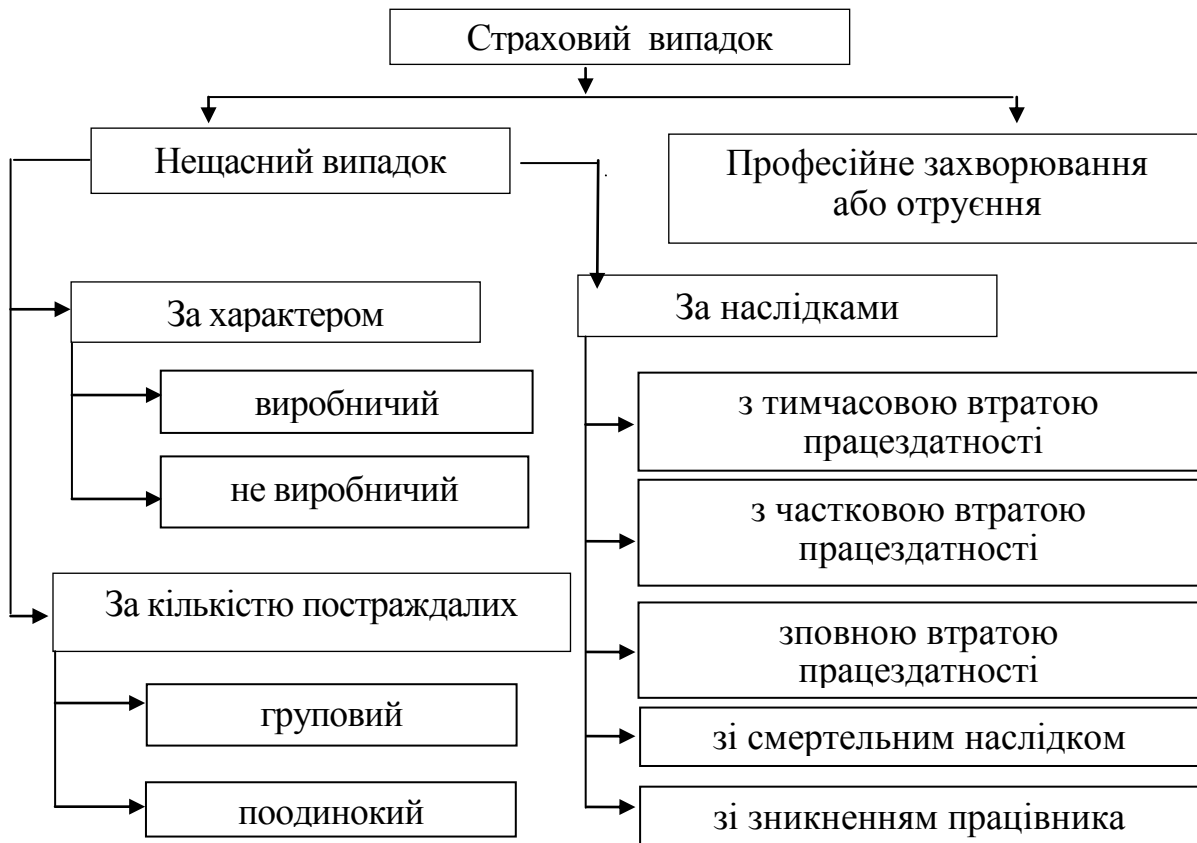 Страховий випадок
Нещасний випадок
Професійне захворювання
або отруєння
За характером
виробничий
не виробничий
За кількістю постраждалих
груповий
поодинокий
За наслідками
з тимчасовою втратою
працездатності
з частковою втратою
працездатності
зповною втратою
працездатності
зі смертельним наслідком
зі зникненням працівника